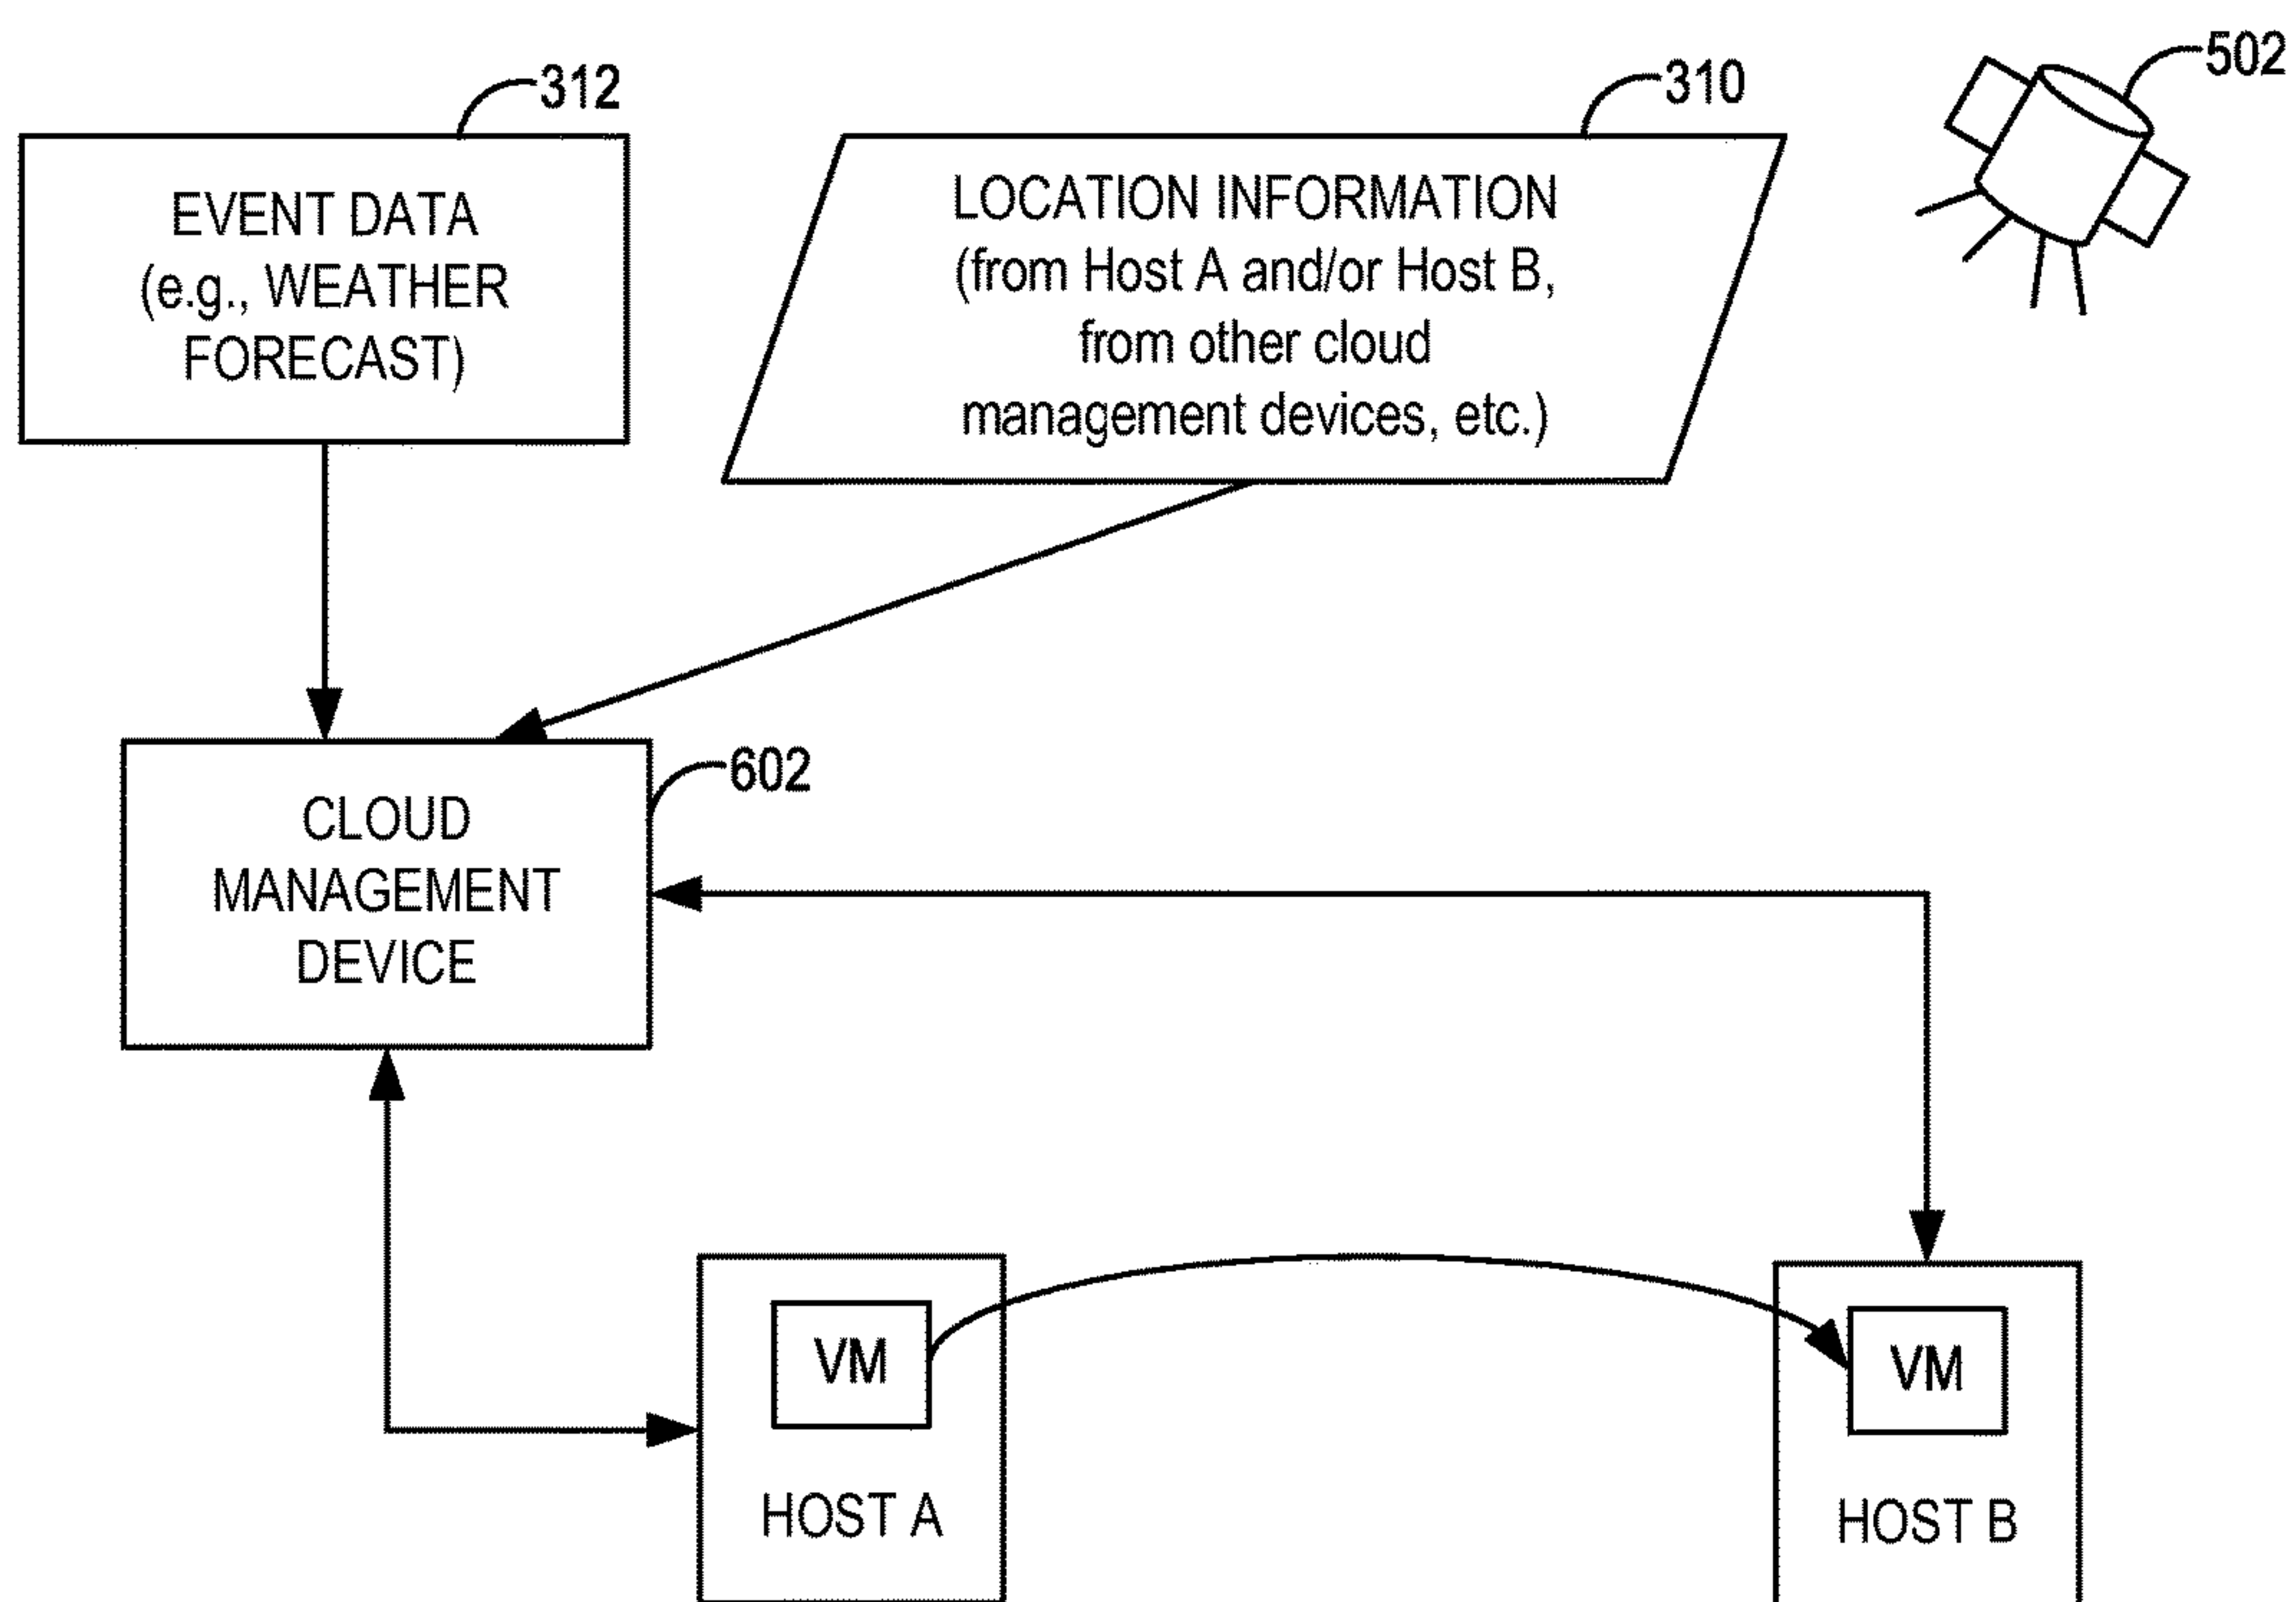 312
310
502
EVENT DATA
(e.g., WEATHER
FORECAST)
LOCATION INFORMATION
(from Host A and/or Host B,
from other cloud
management devices, etc.)
602
CLOUD
MANAGEMENT
DEVICE
VM
HOST A
VM
HOST B